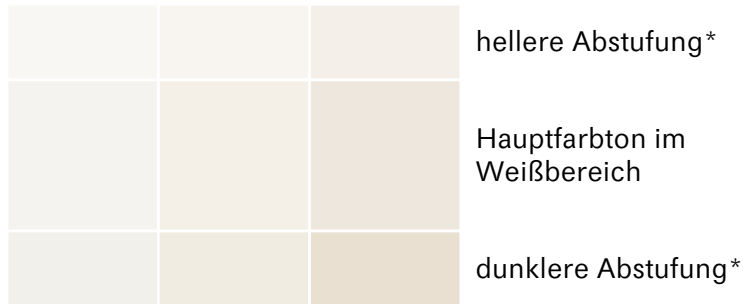 hellere Abstufung*
Hauptfarbton im
Weißbereich
dunklere Abstufung*